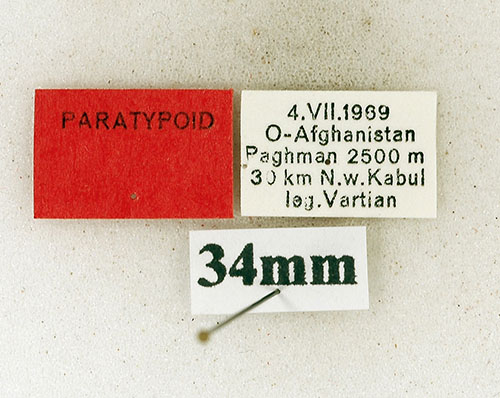 PARATYPOID
4.VII.1969
O-Afghanistan
Paghman 2500 m
30 km N.w.Kabul
leg.Vartian
34mm